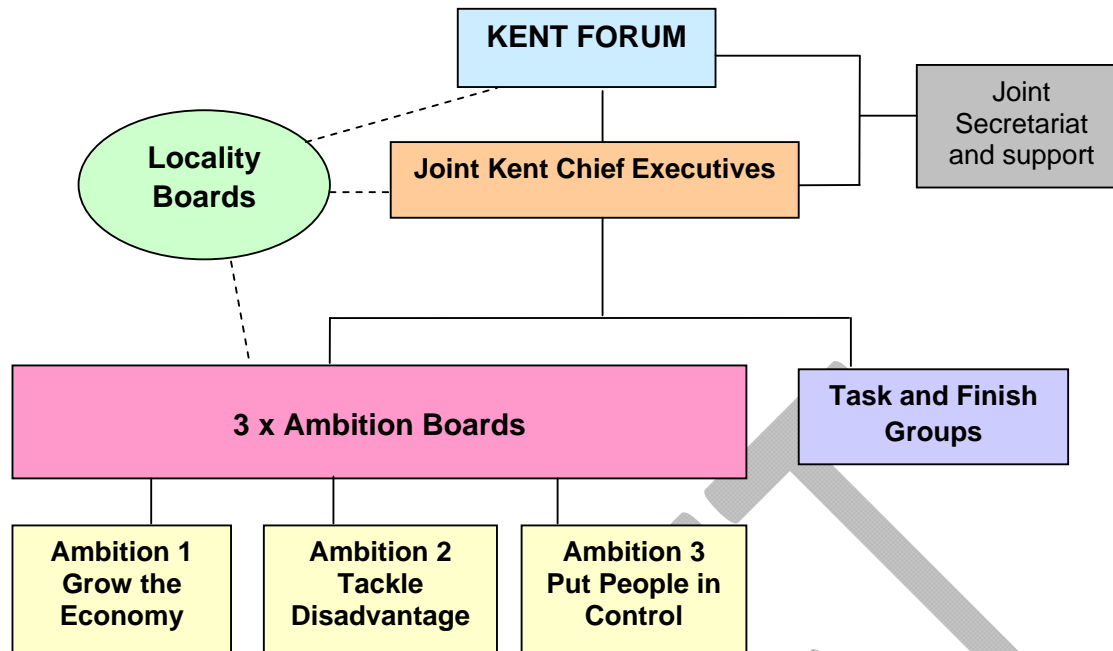 KENT FORUM
Joint
Secretariat
and support
Locality
Boards
Joint Kent Chief Executives
3 x Ambition Boards
Task and Finish
Groups
Ambition 1
Grow the
Economy
Ambition 2
Tackle
Disadvantage
Ambition 3
Put People in
Control